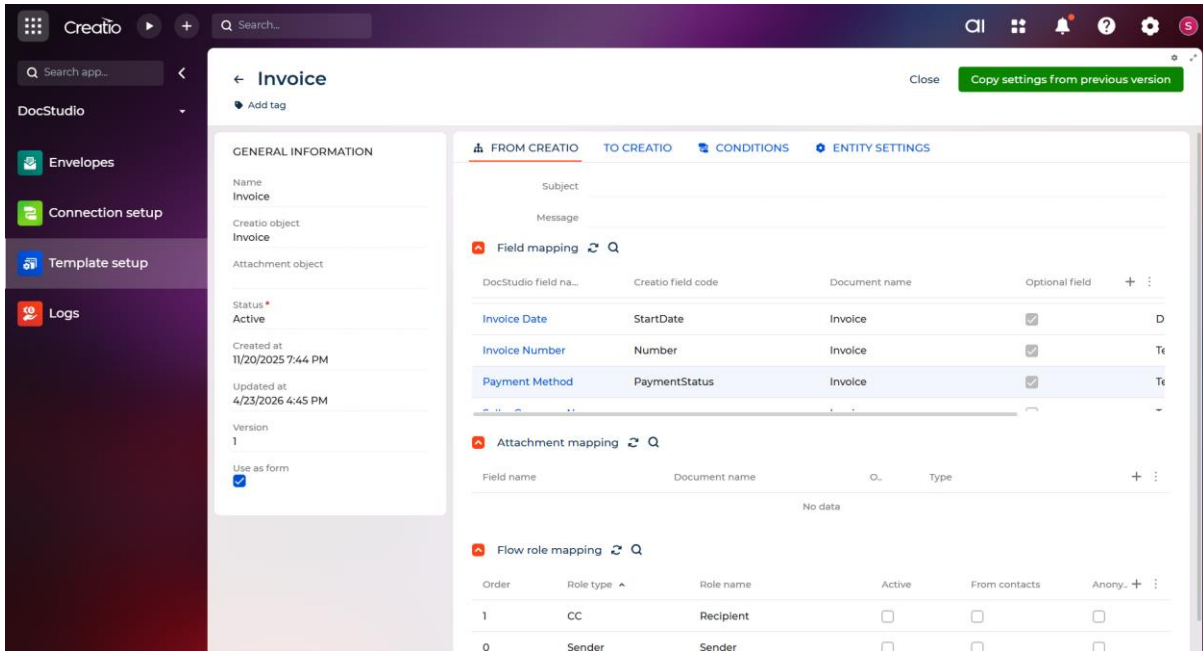 Creatio
Search...
ai
S
Search app...
DocStudio
Envelopes
Connection setup
Template setup
Logs
Invoice
Add tag
Close
Copy settings from previous version
GENERAL INFORMATION
Name
Invoice
Creatio object
Invoice
Attachment object
Status *
Active
Created at
11/20/2025 7:44 PM
Updated at
4/23/2026 4:45 PM
Version
1
Use as form
FROM CREATIO TO CREATIO CONDITIONS ENTITY SETTINGS
Subject
Message
Field mapping
DocStudio field na... Creatio field code Document name Optional field
Invoice Date StartDate Invoice D
Invoice Number Number Invoice Te
Payment Method PaymentStatus Invoice Te
Attachment mapping
Field name Document name O.. Type
No data
Flow role mapping
Order Role type Role name Active From contacts Anony..
1 CC Recipient
0 Sender Sender